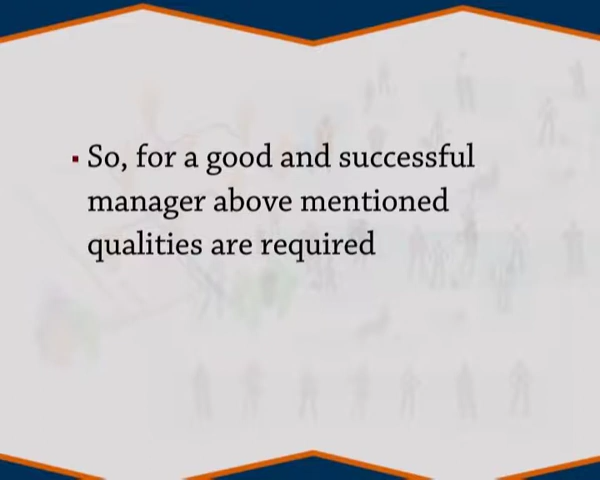 ▪ So, for a good and successful
manager above mentioned
qualities are required